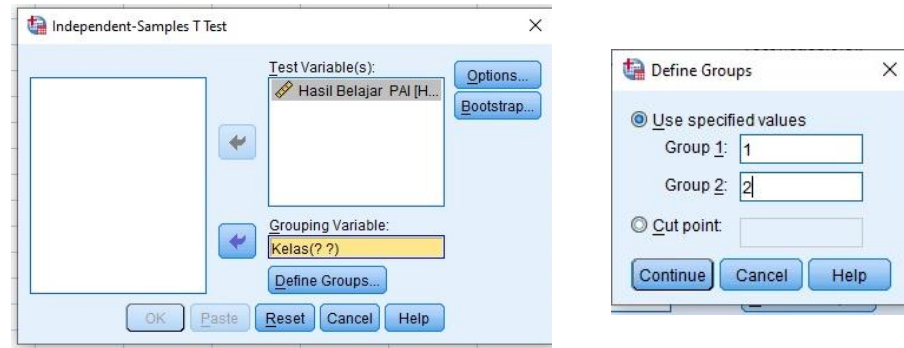 Independent-Samples T Test
Test Variable(s):
Hasil Belajar PAI [H...
Options...
Bootstrap...
Grouping Variable:
Kelas(? ?)
Define Groups...
OK Paste Reset Cancel Help
Define Groups
Use specified values
Group 1: 1
Group 2: 2
Cut point:
Continue Cancel Help